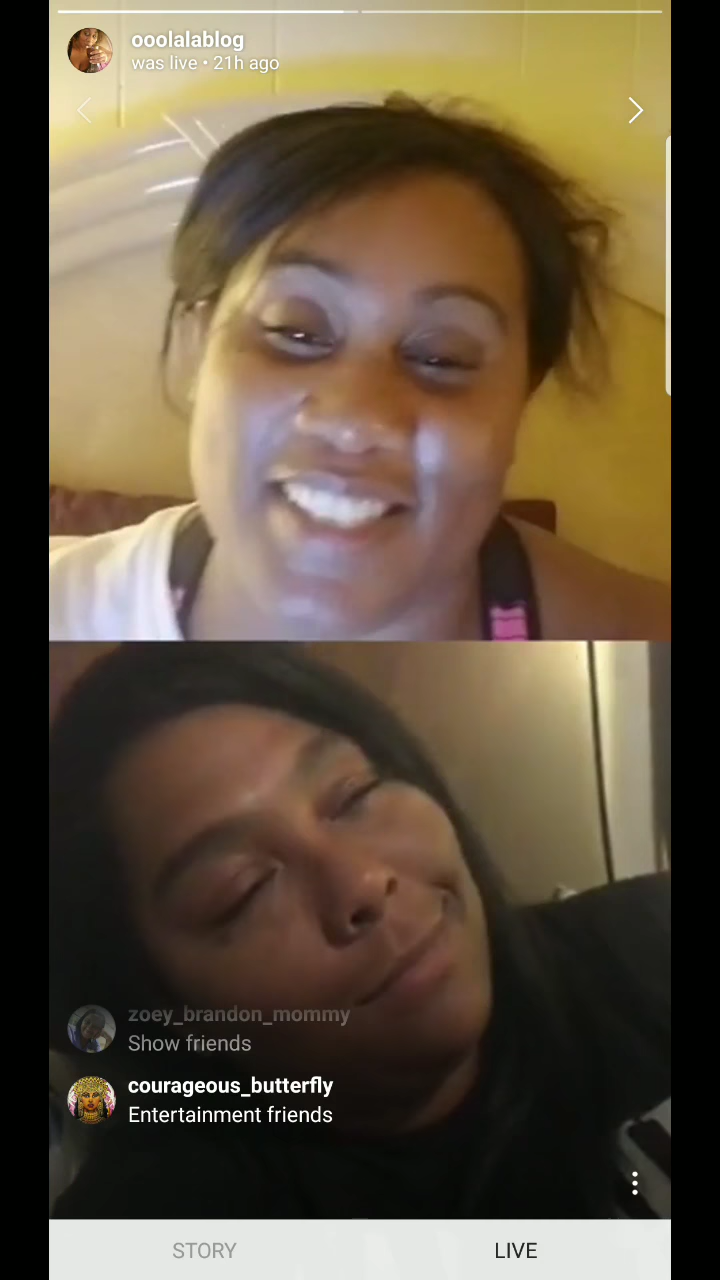 ooolalablog
was live • 21h ago
zoey_brandon_mommy
Show friends
courageous_butterfly
Entertainment friends
STORY
LIVE